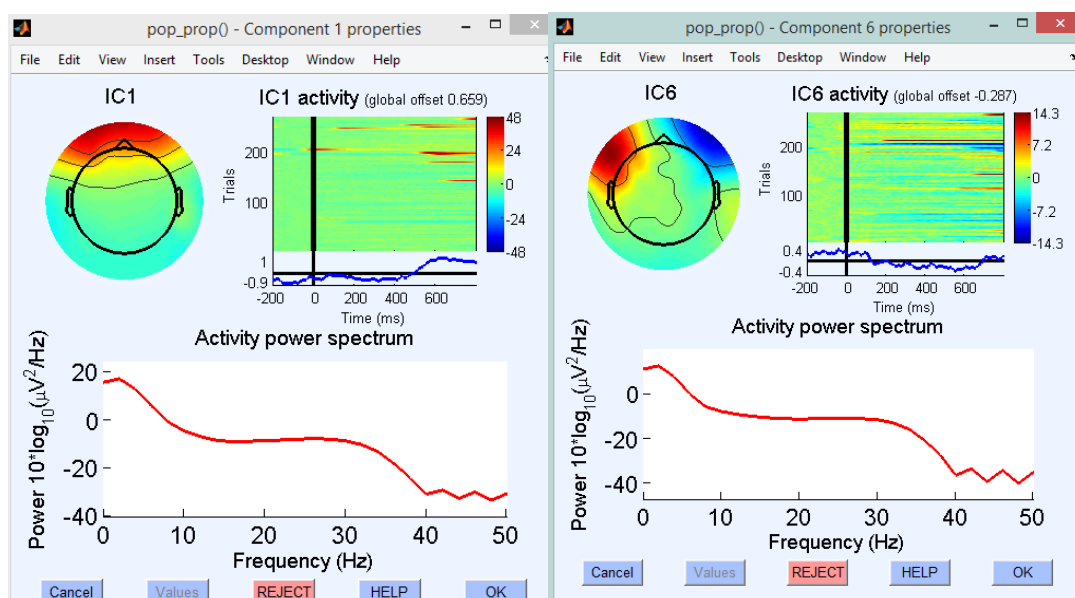 pop_prop() - Component 1 properties
File Edit View Insert Tools Desktop Window Help
IC1
IC1 activity (global offset 0.659)
Trials
200
100
48
24
0
-24
-48
1
-0.9
-200 0 200 400 600
Time (ms)
Activity power spectrum
Power 10*log10(μV2/Hz)
20
0
-20
-40
0 10 20 30 40 50
Frequency (Hz)
Cancel Values REJECT HELP OK
pop_prop() - Component 6 properties
File Edit View Insert Tools Desktop Window Help
IC6
IC6 activity (global offset -0.287)
Trials
200
100
14.3
7.2
0
-7.2
-14.3
0.4
-0.4
-200 0 200 400 600
Time (ms)
Activity power spectrum
Power 10*log10(μV2/Hz)
0
-20
-40
0 10 20 30 40 50
Frequency (Hz)
Cancel Values REJECT HELP OK